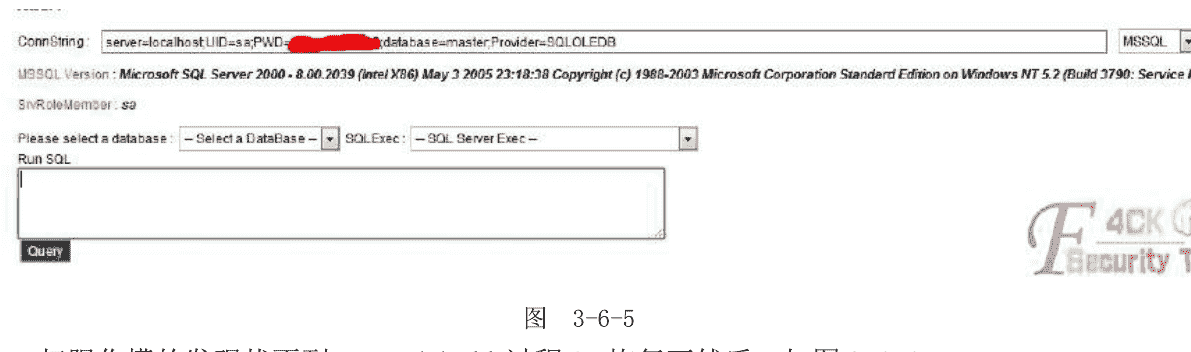 ConnString: server=localhost;UID=sa;PWD= ;database=master;Provider=SQLOLEDB MSSQL
MSSQL Version : Microsoft SQL Server 2000 - 8.00.2039 (Intel X86) May 3 2005 23:18:38 Copyright (c) 1988-2003 Microsoft Corporation Standard Edition on Windows NT 5.2 (Build 3790: Service
SrvRoleMember : sa
Please select a database : -- Select a DataBase -- SQLExec : -- SQL Server Exec --
Run SQL
Query
F4CK
Security
图 3-6-5